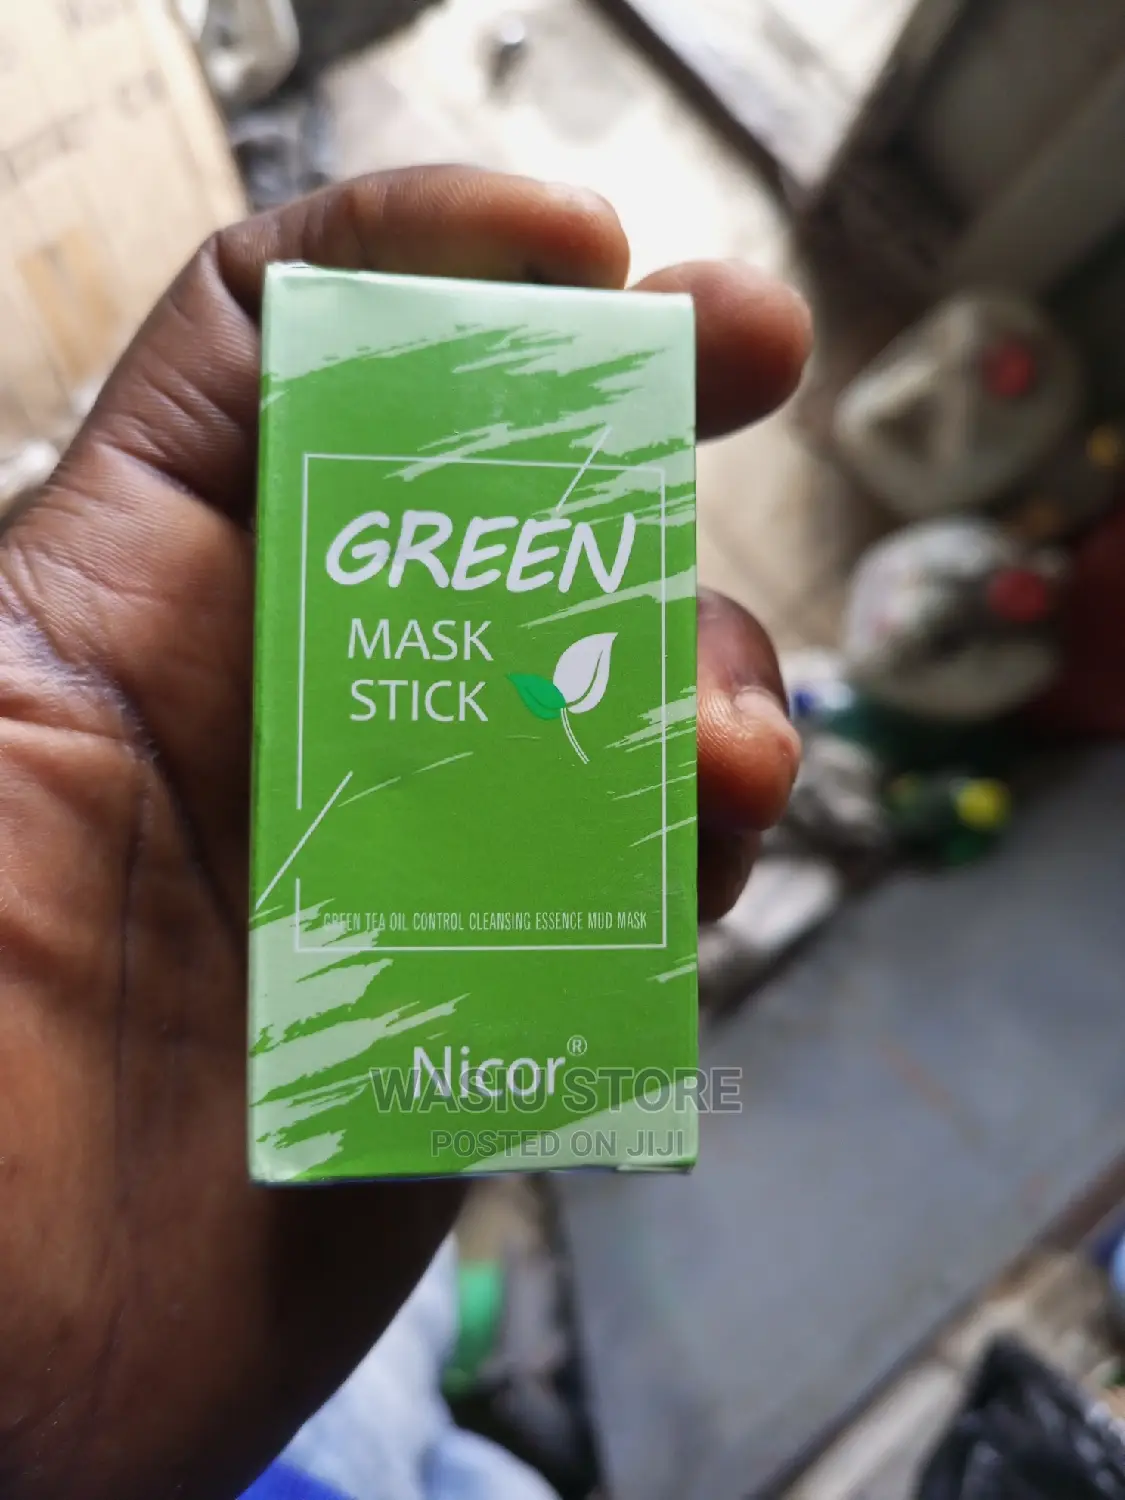 GREEN
MASK
STICK
GREEN TEA OIL CONTROL CLEANSING ESSENCE MUD MASK
Nicor®
WASIU STORE
POSTED ON JIJI